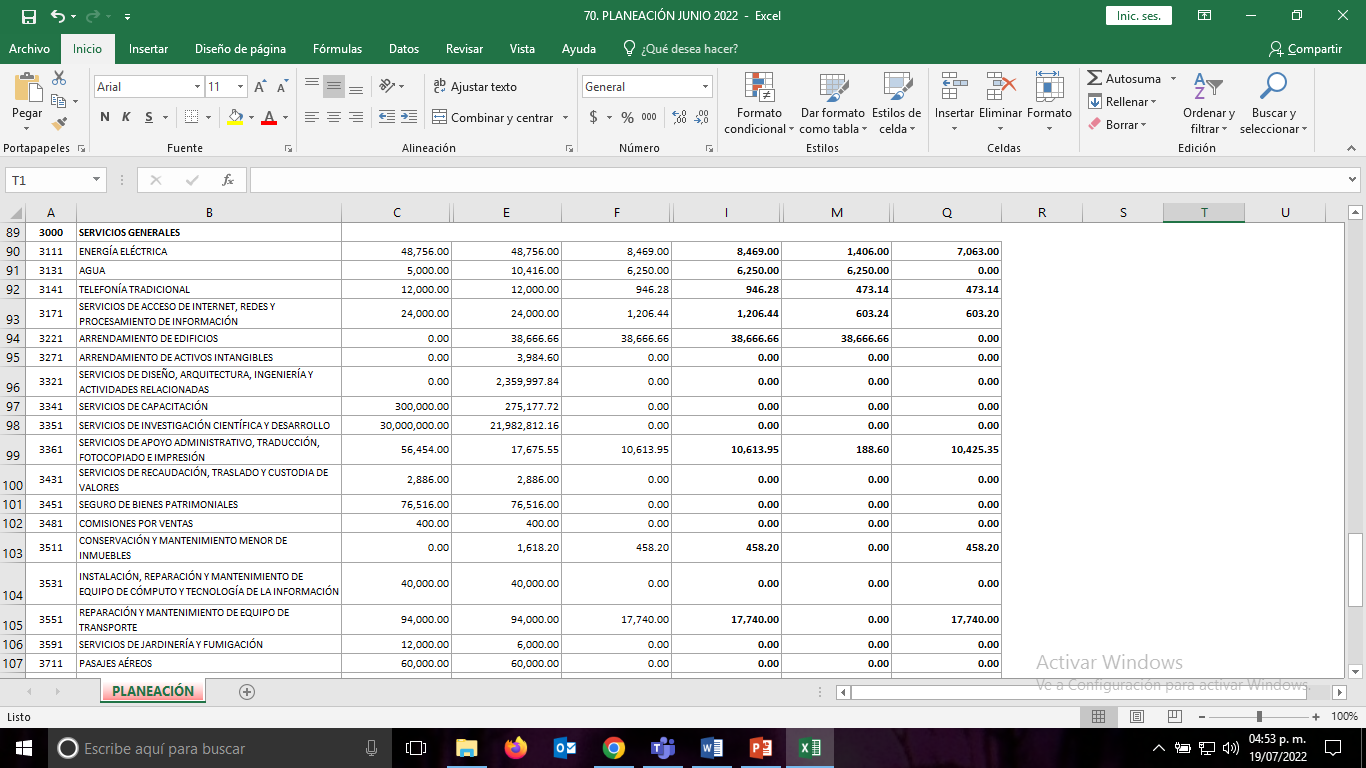 70. PLANEACIÓN JUNIO 2022 - Excel
Inic. ses.
Archivo Inicio Insertar Diseño de página Fórmulas Datos Revisar Vista Ayuda ¿Qué desea hacer? Compartir
Arial 11 Ajustar texto General
Pegar N K S Combinar y centrar $ % 000 Formato condicional Dar formato como tabla Estilos de celda Insertar Eliminar Formato Autosuma Rellenar Borrar Ordenar y filtrar Buscar y seleccionar
Portapapeles Fuente Alineación Número Estilos Celdas Edición
T1 fx
A B C E F I M Q R S T U
89 3000 SERVICIOS GENERALES
90 3111 ENERGÍA ELÉCTRICA 48,756.00 48,756.00 8,469.00 8,469.00 1,406.00 7,063.00
91 3131 AGUA 5,000.00 10,416.00 6,250.00 6,250.00 6,250.00 0.00
92 3141 TELEFONÍA TRADICIONAL 12,000.00 12,000.00 946.28 946.28 473.14 473.14
93 3171 SERVICIOS DE ACCESO DE INTERNET, REDES Y
PROCESAMIENTO DE INFORMACIÓN 24,000.00 24,000.00 1,206.44 1,206.44 603.24 603.20
94 3221 ARRENDAMIENTO DE EDIFICIOS 0.00 38,666.66 38,666.66 38,666.66 38,666.66 0.00
95 3271 ARRENDAMIENTO DE ACTIVOS INTANGIBLES 0.00 3,984.60 0.00 0.00 0.00 0.00
96 3321 SERVICIOS DE DISEÑO, ARQUITECTURA, INGENIERÍA Y
ACTIVIDADES RELACIONADAS 0.00 2,359,997.84 0.00 0.00 0.00 0.00
97 3341 SERVICIOS DE CAPACITACIÓN 300,000.00 275,177.72 0.00 0.00 0.00 0.00
98 3351 SERVICIOS DE INVESTIGACIÓN CIENTÍFICA Y DESARROLLO 30,000,000.00 21,982,812.16 0.00 0.00 0.00 0.00
99 3361 SERVICIOS DE APOYO ADMINISTRATIVO, TRADUCCIÓN,
FOTOCOPIADO E IMPRESIÓN 56,454.00 17,675.55 10,613.95 10,613.95 188.60 10,425.35
100 3431 SERVICIOS DE RECAUDACIÓN, TRASLADO Y CUSTODIA DE
VALORES 2,886.00 2,886.00 0.00 0.00 0.00 0.00
101 3451 SEGURO DE BIENES PATRIMONIALES 76,516.00 76,516.00 0.00 0.00 0.00 0.00
102 3481 COMISIONES POR VENTAS 400.00 400.00 0.00 0.00 0.00 0.00
103 3511 CONSERVACIÓN Y MANTENIMIENTO MENOR DE
INMUEBLES 0.00 1,618.20 458.20 458.20 0.00 458.20
104 3531 INSTALACIÓN, REPARACIÓN Y MANTENIMIENTO DE
EQUIPO DE CÓMPUTO Y TECNOLOGÍA DE LA INFORMACIÓN 40,000.00 40,000.00 0.00 0.00 0.00 0.00
105 3551 REPARACIÓN Y MANTENIMIENTO DE EQUIPO DE
TRANSPORTE 94,000.00 94,000.00 17,740.00 17,740.00 0.00 17,740.00
106 3591 SERVICIOS DE JARDINERÍA Y FUMIGACIÓN 12,000.00 6,000.00 0.00 0.00 0.00 0.00
107 3711 PASAJES AÉREOS 60,000.00 60,000.00 0.00 0.00 0.00 0.00
Activar Windows
Ve a Configuración para activar Windows.
PLANEACIÓN
Listo 100%
Escribe aquí para buscar
04:53 p. m.
19/07/2022